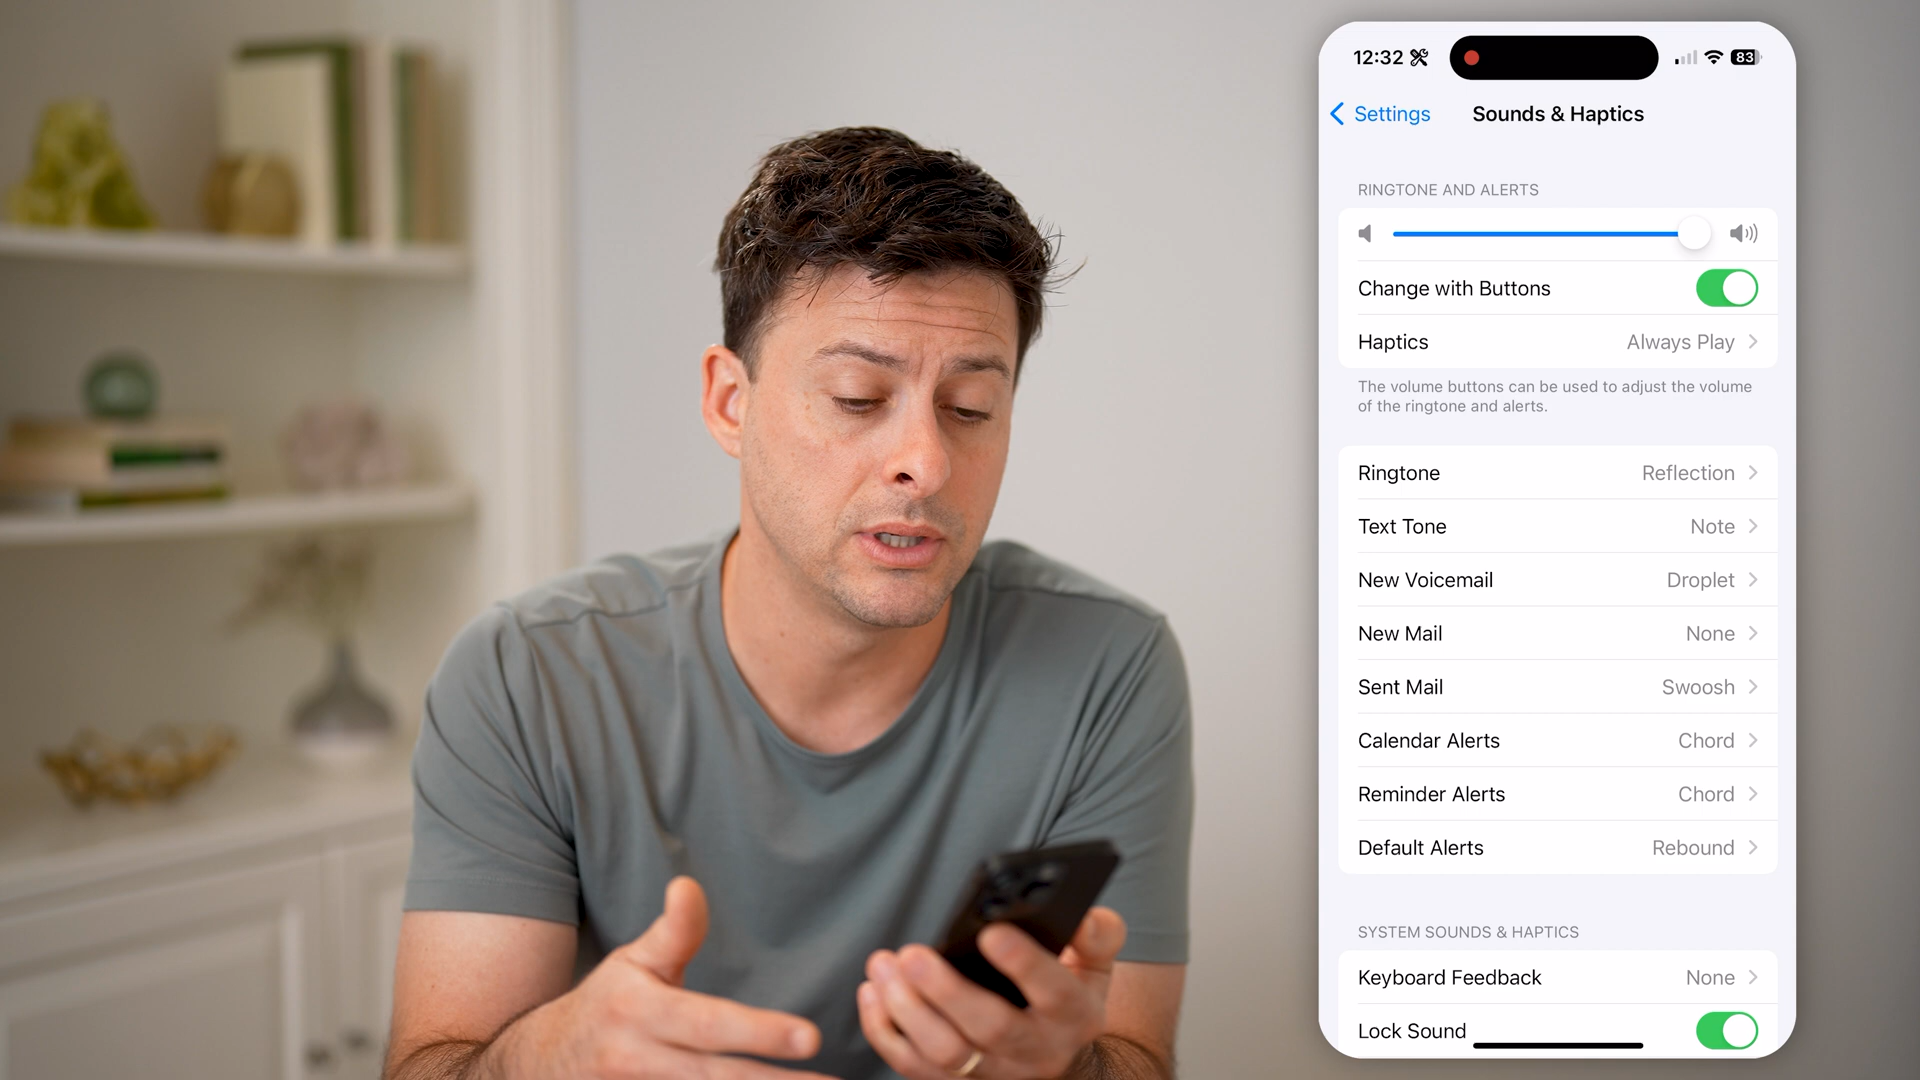 12:32
83
Settings
Sounds & Haptics
RINGTONE AND ALERTS
Change with Buttons
Haptics Always Play
The volume buttons can be used to adjust the volume
of the ringtone and alerts.
Ringtone Reflection
Text Tone Note
New Voicemail Droplet
New Mail None
Sent Mail Swoosh
Calendar Alerts Chord
Reminder Alerts Chord
Default Alerts Rebound
SYSTEM SOUNDS & HAPTICS
Keyboard Feedback None
Lock Sound